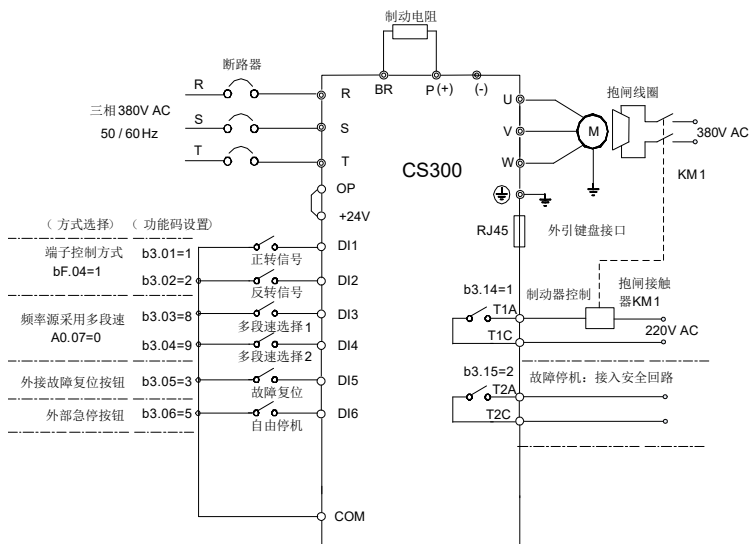 制动电阻
断路器
BR
P (+)
(-)
抱闸线圈
R
R
U
三相380V AC
50 / 60Hz
S
S
V
M
380V AC
T
T
W
KM1
CS300
OP
+24V
RJ45
外引键盘接口
（ 方式选择）
（ 功能码设置）
端子控制方式
bF.04=1
b3.01=1
正转信号
DI1
b3.02=2
反转信号
DI2
b3.14=1
制动器控制
抱闸接触
器KM1
频率源采用多段速
A0.07=0
b3.03=8
多段速选择1
DI3
T1A
b3.04=9
多段速选择2
DI4
T1C
220V AC
外接故障复位按钮
b3.05=3
故障复位
DI5
b3.15=2
故障停机：接入安全回路
T2A
外部急停按钮
b3.06=5
自由停机
DI6
T2C
COM